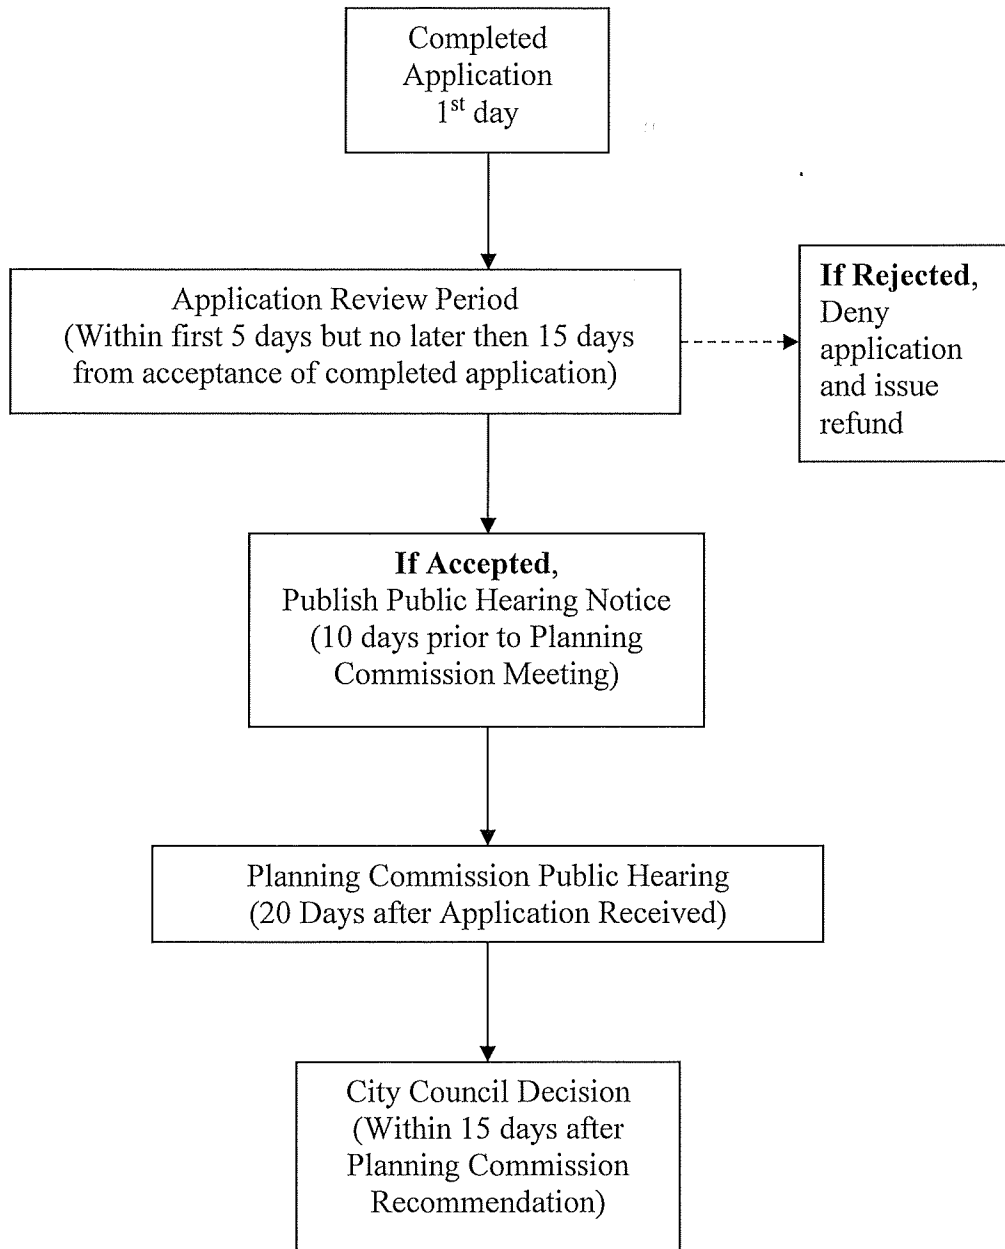 Completed
Application
1st day
Application Review Period
(Within first 5 days but no later then 15 days
from acceptance of completed application)
If Rejected,
Deny
application
and issue
refund
If Accepted,
Publish Public Hearing Notice
(10 days prior to Planning
Commission Meeting)
Planning Commission Public Hearing
(20 Days after Application Received)
City Council Decision
(Within 15 days after
Planning Commission
Recommendation)